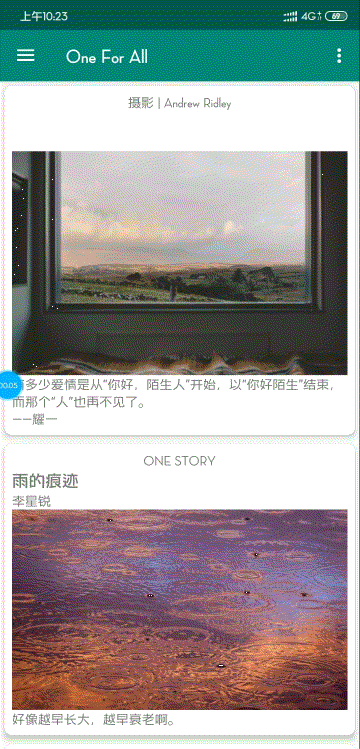 上午10:23
4G
69
One For All
摄影 | Andrew Ridley
多少爱情是从“你好，陌生人”开始，以“你好陌生”结束，
而那个“人”也再不见了。
——耀一
00:05
ONE STORY
雨的痕迹
李星锐
好像越早长大，越早衰老啊。